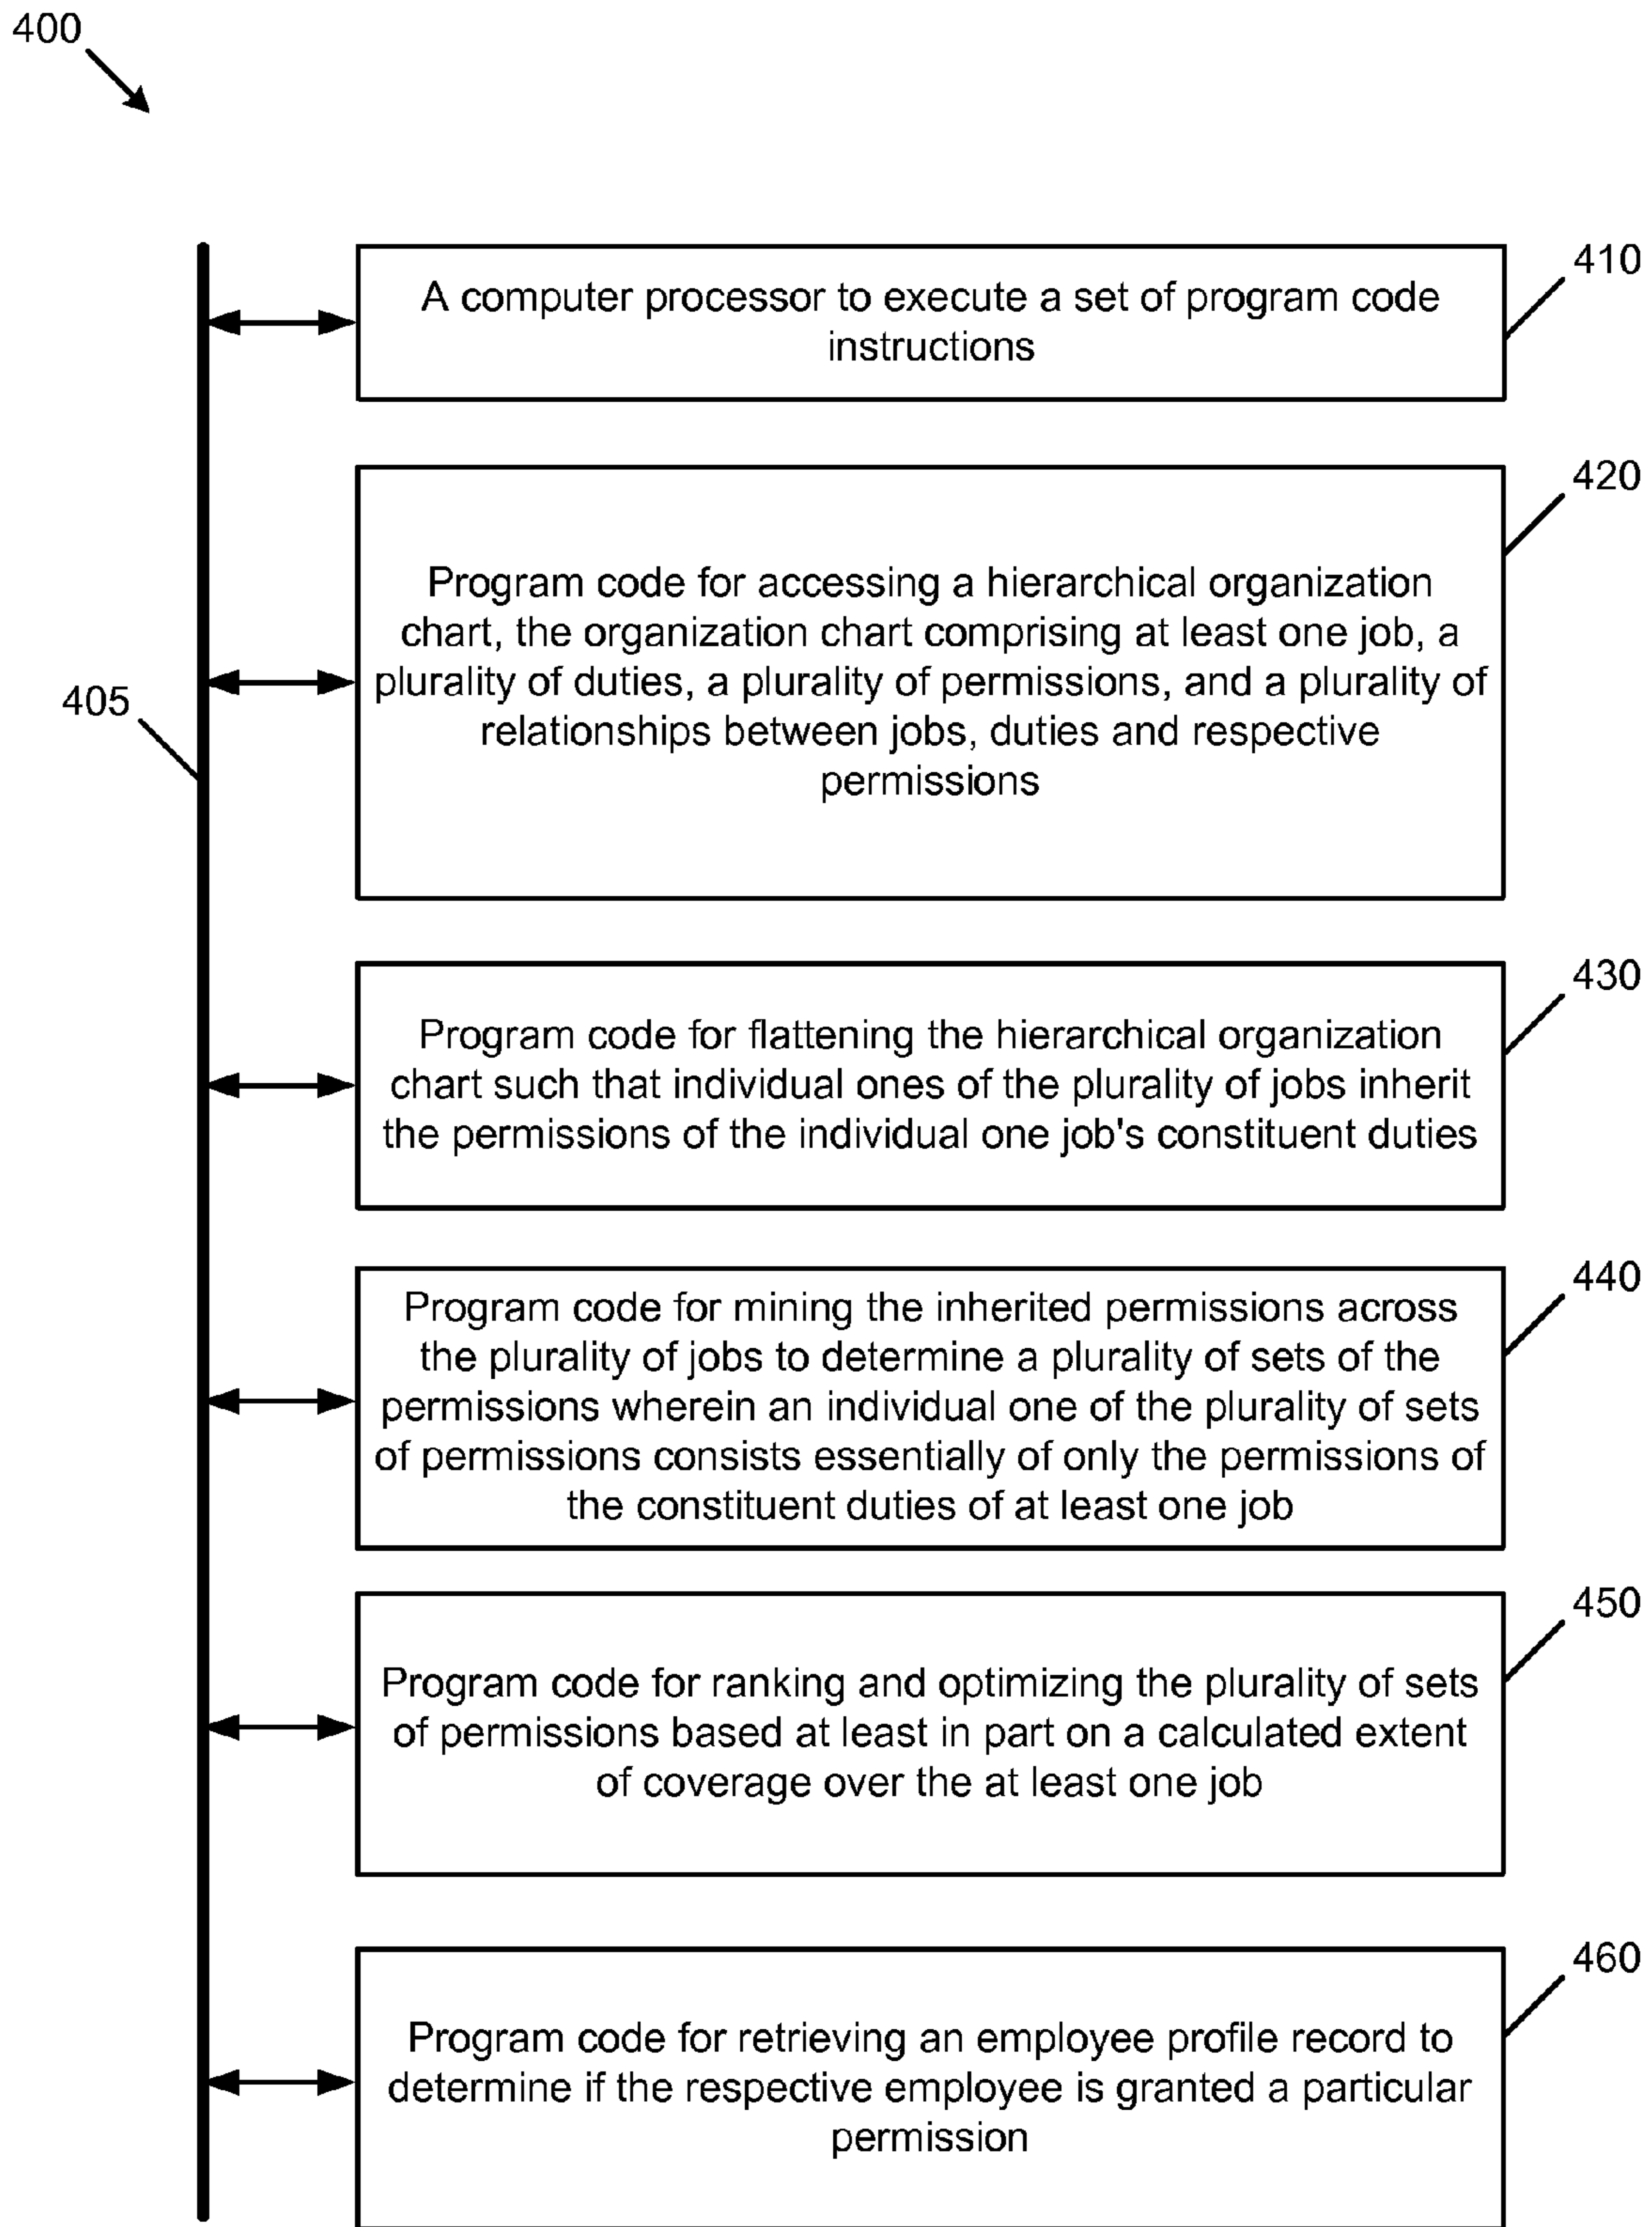 400
410
A computer processor to execute a set of program code
instructions
420
Program code for accessing a hierarchical organization
chart, the organization chart comprising at least one job, a
plurality of duties, a plurality of permissions, and a plurality of
relationships between jobs, duties and respective
permissions
405
430
Program code for flattening the hierarchical organization
chart such that individual ones of the plurality of jobs inherit
the permissions of the individual one job's constituent duties
440
Program code for mining the inherited permissions across
the plurality of jobs to determine a plurality of sets of the
permissions wherein an individual one of the plurality of sets
of permissions consists essentially of only the permissions of
the constituent duties of at least one job
450
Program code for ranking and optimizing the plurality of sets
of permissions based at least in part on a calculated extent
of coverage over the at least one job
460
Program code for retrieving an employee profile record to
determine if the respective employee is granted a particular
permission